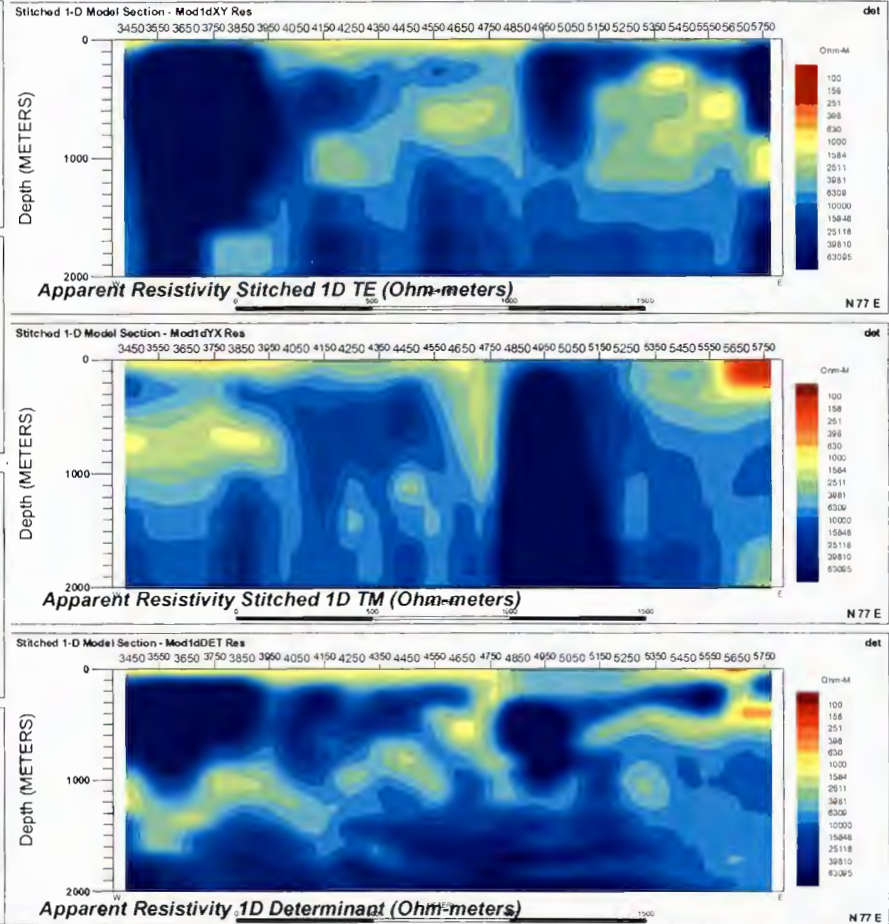 Stitched 1-D Model Section - Mod1dXY Res
det
3450 3550 3650 3750 3850 3950 4050 4150 4250 4350 4450 4550 4650 4750 4850 4950 5050 5150 5250 5350 5450 5550 5650 5750
Ohm-M
0
1000
2000
Depth (METERS)
100
158
251
398
630
1000
1584
2511
3981
6309
10000
15848
25118
39810
63095
W
E
Apparent Resistivity Stitched 1D TE (Ohm-meters)
0 500 1000 1500
N 77 E
Stitched 1-D Model Section - Mod1dYX Res
det
3450 3550 3650 3750 3850 3950 4050 4150 4250 4350 4450 4550 4650 4750 4850 4950 5050 5150 5250 5350 5450 5550 5650 5750
Ohm-M
0
1000
2000
Depth (METERS)
100
158
251
398
630
1000
1584
2511
3981
6309
10000
15848
25118
39810
63095
E
Apparent Resistivity Stitched 1D TM (Ohm-meters)
0 500 1000 1500
N 77 E
Stitched 1-D Model Section - Mod1dDET Res
det
3450 3550 3650 3750 3850 3950 4050 4150 4250 4350 4450 4550 4650 4750 4850 4950 5050 5150 5250 5350 5450 5550 5650 5750
Ohm-M
0
1000
2000
Depth (METERS)
100
158
251
398
630
1000
1584
2511
3981
6309
10000
15848
25118
39810
63095
W
E
Apparent Resistivity 1D Determinant (Ohm-meters)
0 1500
N 77 E